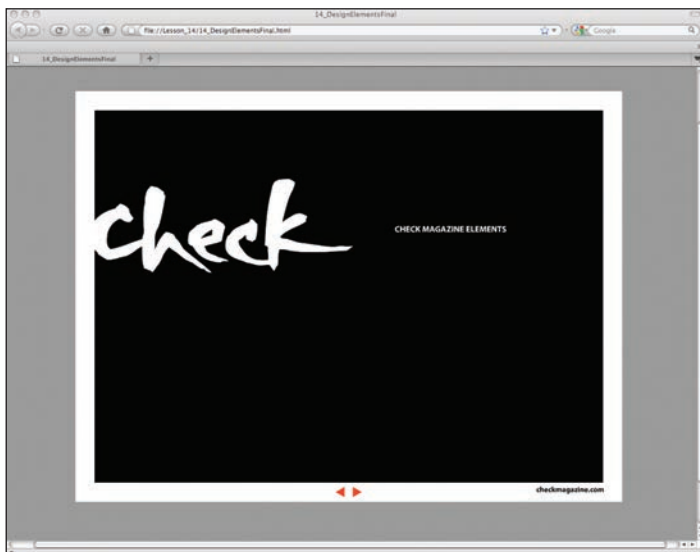 14_DesignElementsFinal
file://Lesson_14/14_DesignElementsFinal.html
Google
14_DesignElementsFinal
check
CHECK MAGAZINE ELEMENTS
checkmagazine.com